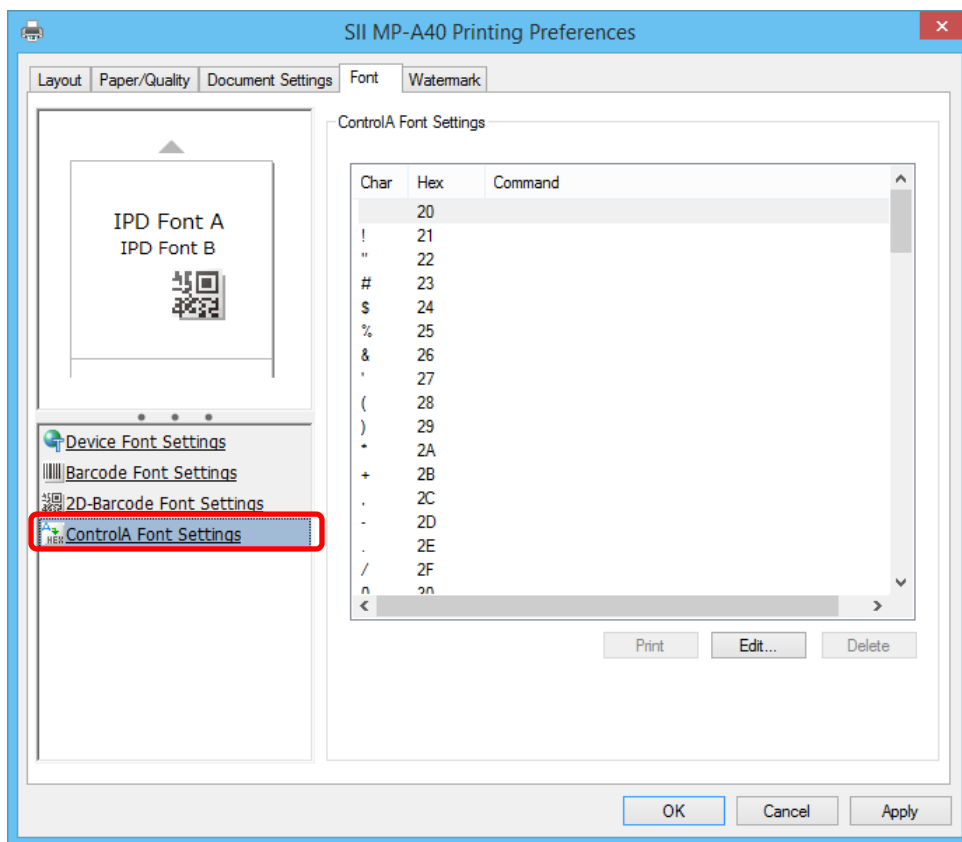 SII MP-A40 Printing Preferences
Layout Paper/Quality Document Settings Font Watermark
IPD Font A
IPD Font B
Device Font Settings
Barcode Font Settings
2D-Barcode Font Settings
HEX ControlA Font Settings
ControlA Font Settings
Char Hex Command
20
! 21
" 22
# 23
$ 24
% 25
& 26
' 27
( 28
) 29
* 2A
+ 2B
, 2C
- 2D
. 2E
/ 2F
0 30
Print Edit... Delete
OK Cancel Apply